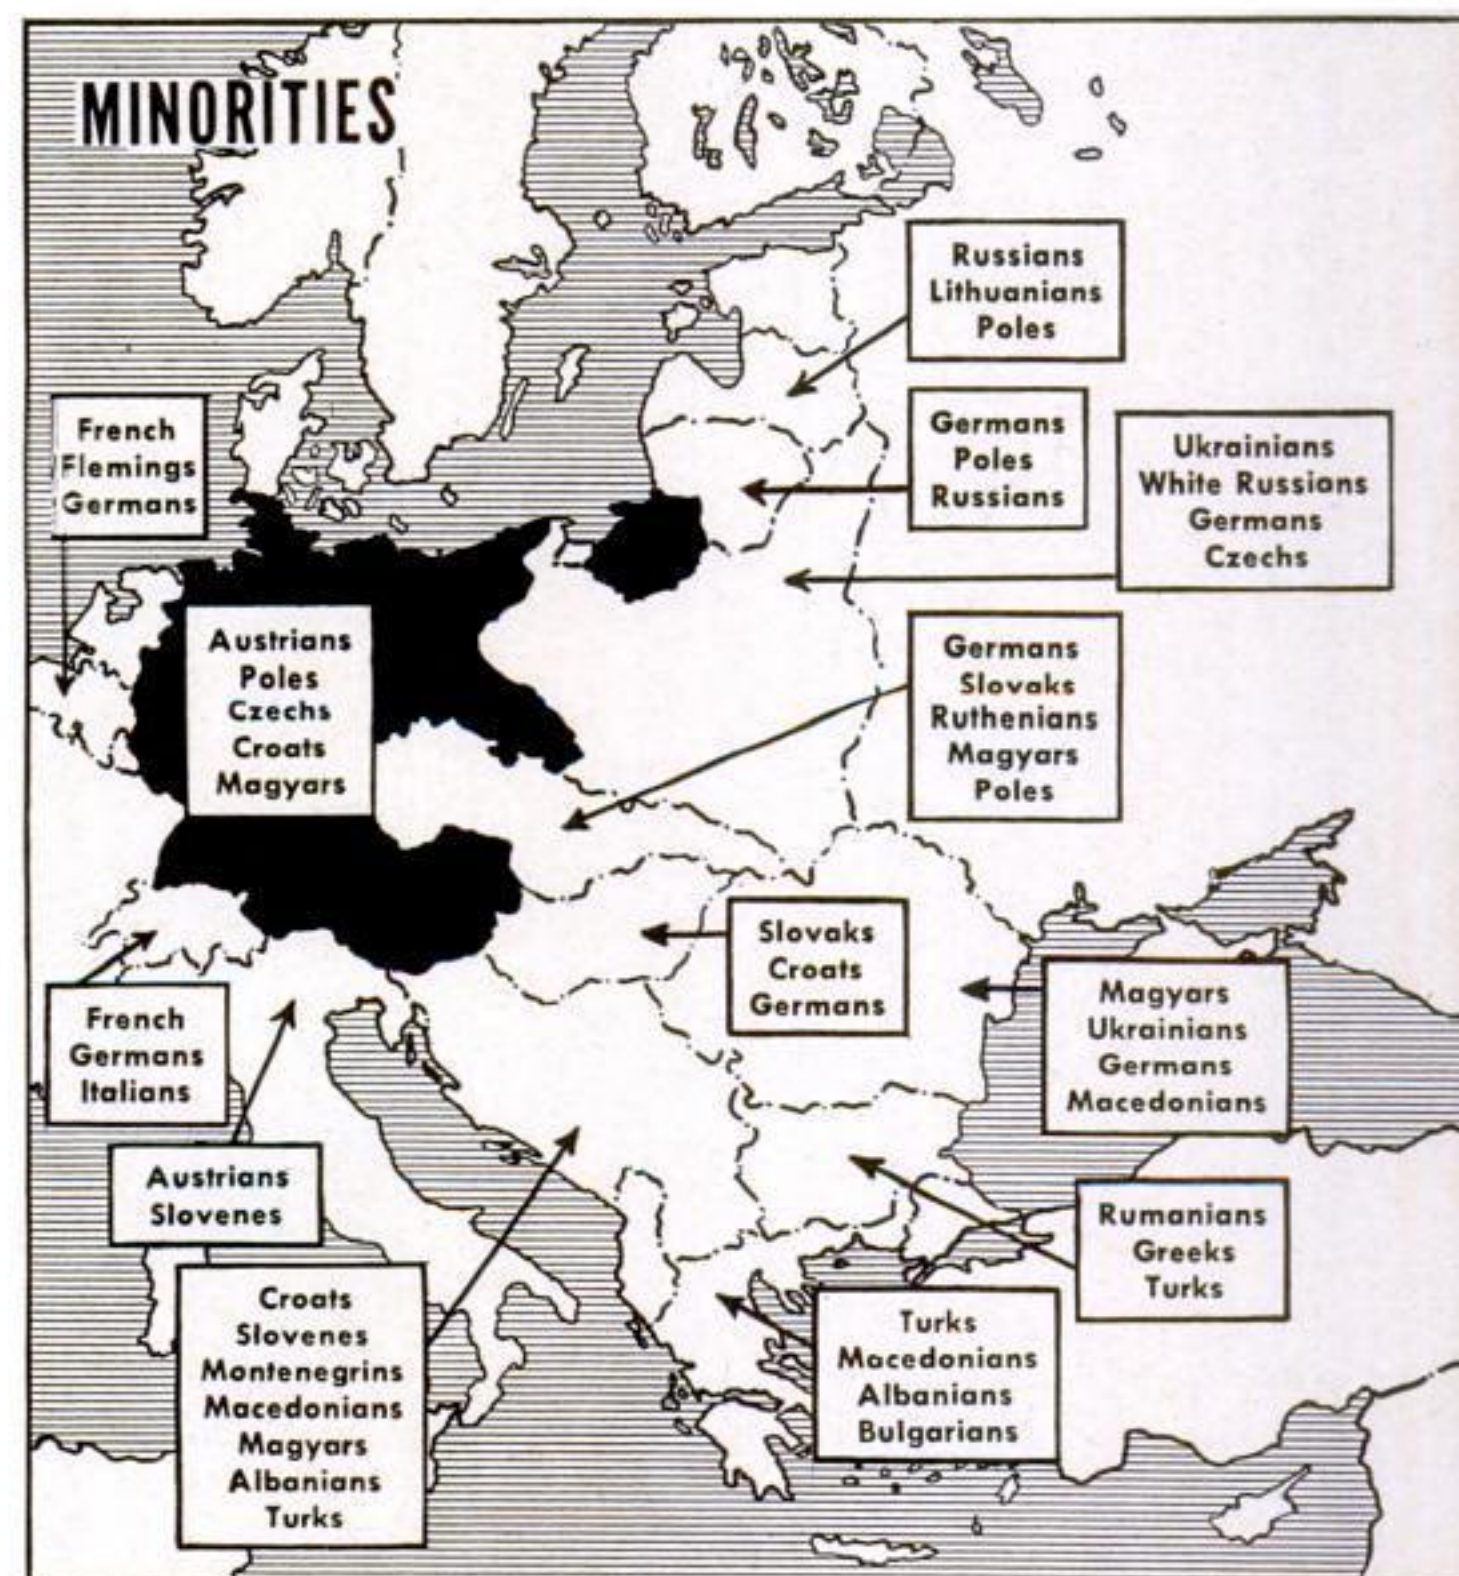 MINORITIES
Russians
Lithuanians
Poles
French
Flemings
Germans
Germans
Poles
Russians
Ukrainians
White Russians
Germans
Czechs
Austrians
Poles
Czechs
Croats
Magyars
Germans
Slovaks
Ruthenians
Magyars
Poles
Slovaks
Croats
Germans
Magyars
Ukrainians
Germans
Macedonians
French
Germans
Italians
Austrians
Slovenes
Rumanians
Greeks
Turks
Croats
Slovenes
Montenegrins
Macedonians
Magyars
Albanians
Turks
Turks
Macedonians
Albanians
Bulgarians